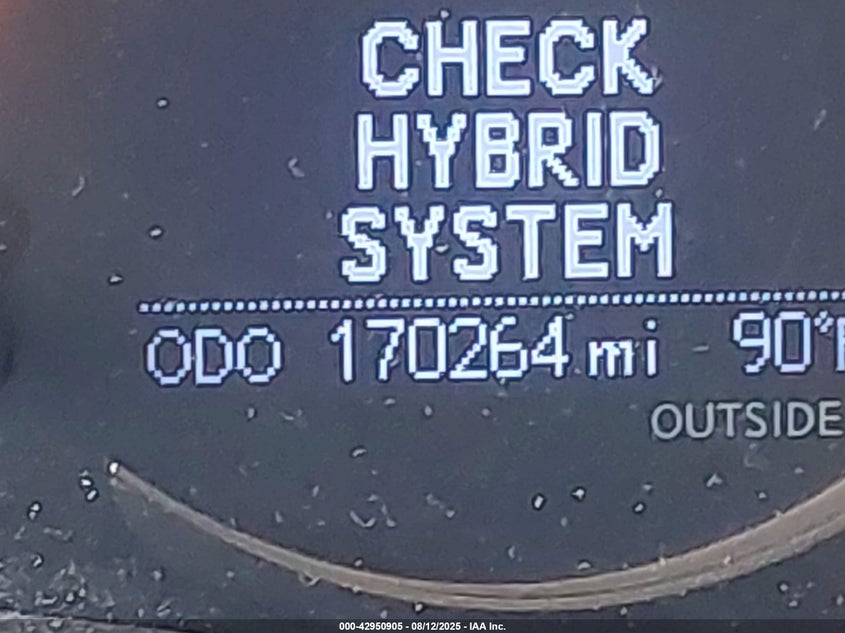 CHECK
HYBRID
SYSTEM
ODO 170264 mi 90°F
OUTSIDE
000-42950905 - 08/12/2025 - IAA Inc.